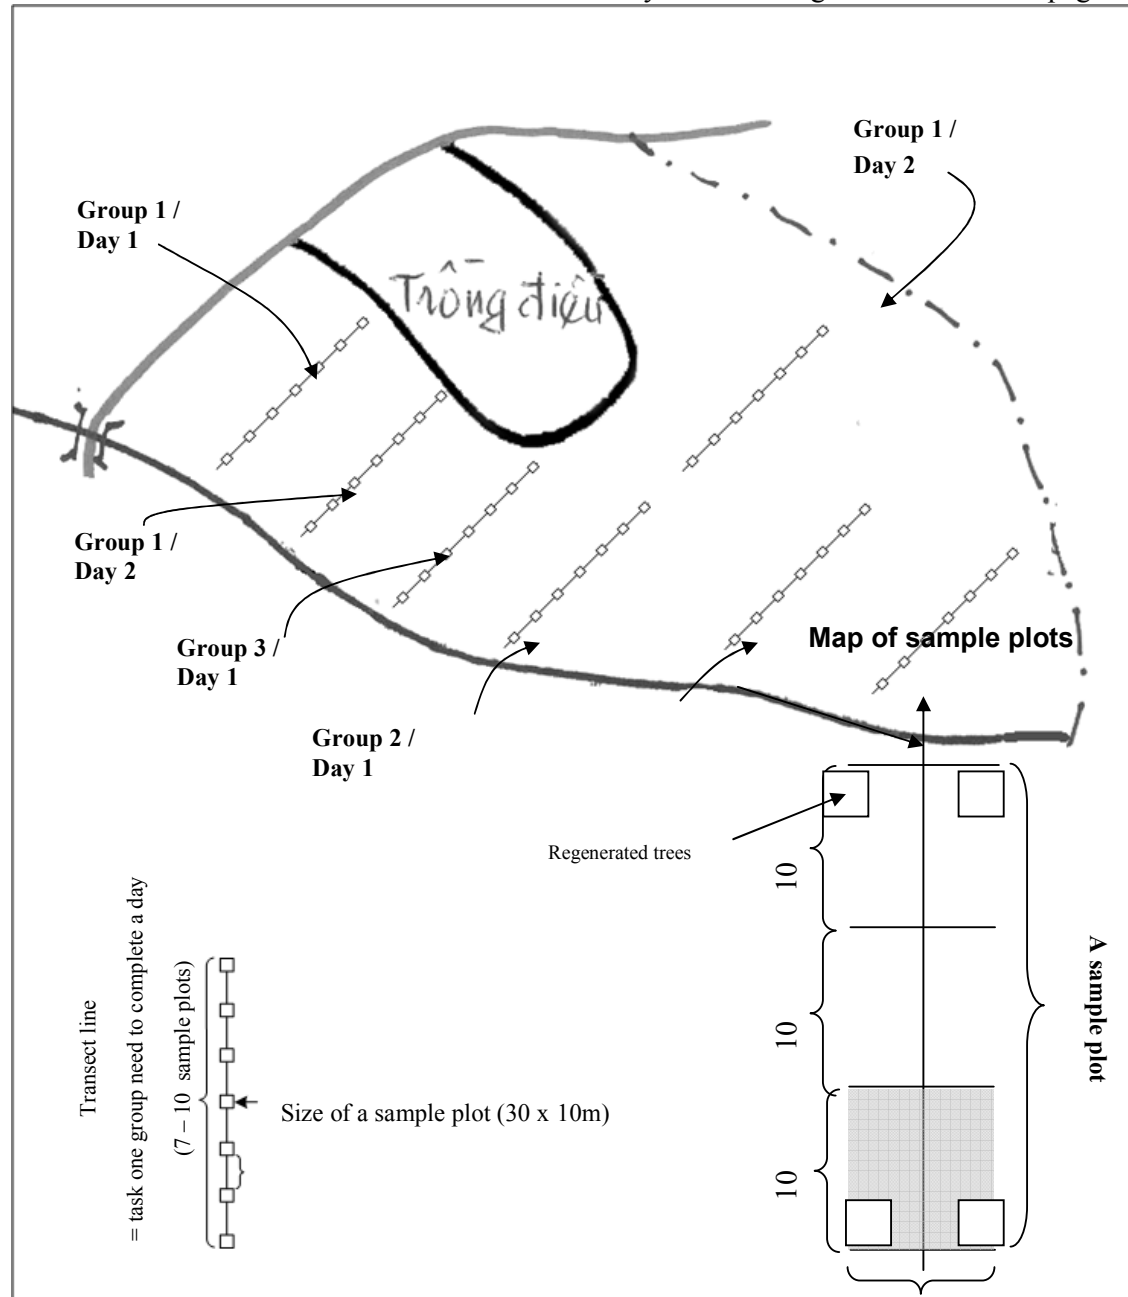 Group 1 /
Day 2
Group 1 /
Day 1
Trồng điều
Group 1 /
Day 2
Group 3 /
Day 1
Map of sample plots
Group 2 /
Day 1
Regenerated trees
10
10
10
A sample plot
Transect line
= task one group need to complete a day
(7 – 10 sample plots)
Size of a sample plot (30 x 10m)